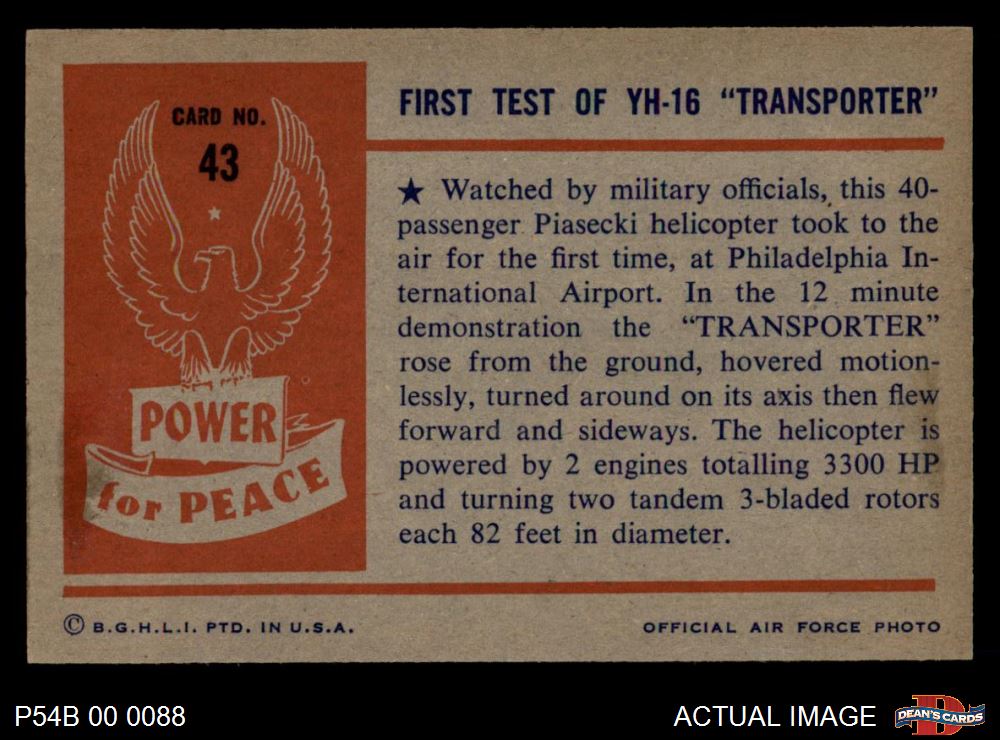 CARD NO.
43
POWER
for PEACE
FIRST TEST OF YH-16 “TRANSPORTER”
★ Watched by military officials, this 40-
passenger Piasecki helicopter took to the
air for the first time, at Philadelphia In-
ternational Airport. In the 12 minute
demonstration the “TRANSPORTER”
rose from the ground, hovered motion-
lessly, turned around on its axis then flew
forward and sideways. The helicopter is
powered by 2 engines totalling 3300 HP
and turning two tandem 3-bladed rotors
each 82 feet in diameter.
© B.G.H.L.I. PTD. IN U.S.A.
OFFICIAL AIR FORCE PHOTO
P54B 00 0088
ACTUAL IMAGE
D
DEAN'S CARDS